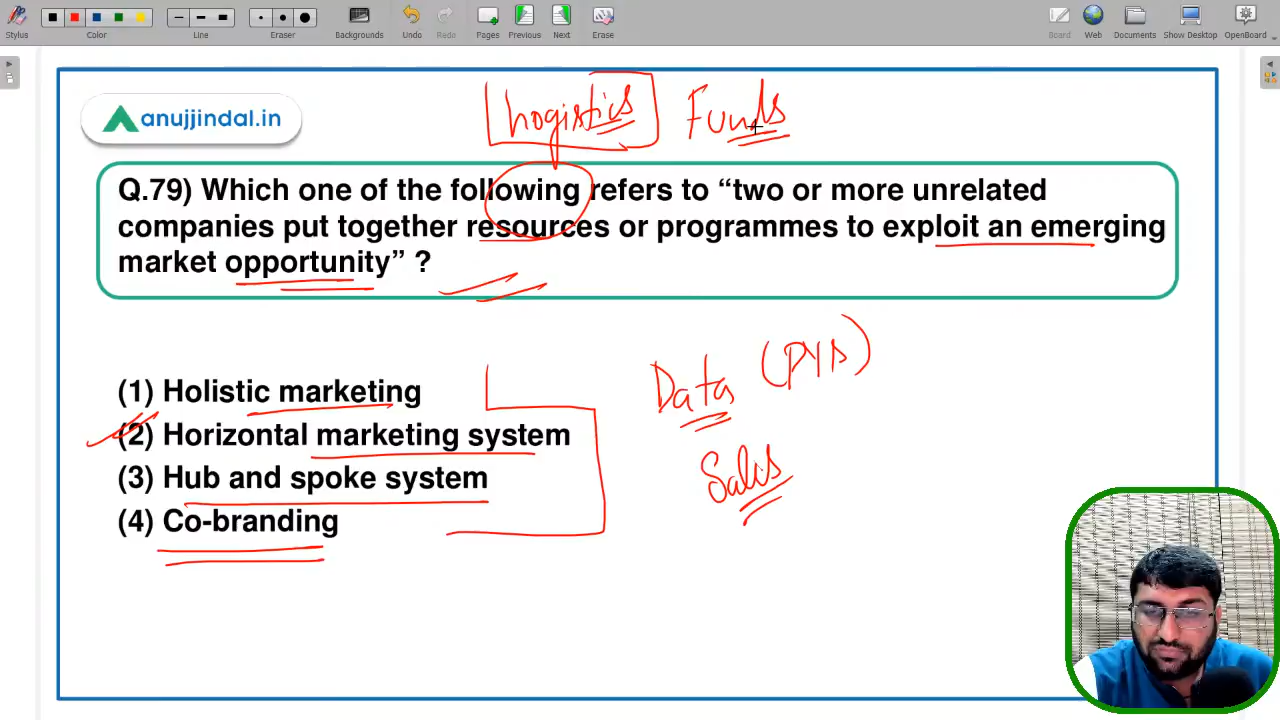 Stylus
Color
Line
Eraser
Backgrounds
Undo
Redo
Pages
Previous
Next
Erase
Board
Web
Documents
Show Desktop
OpenBoard
anujjindal.in
Logistics
Funds
Q.79) Which one of the following refers to “two or more unrelated
companies put together resources or programmes to exploit an emerging
market opportunity” ?
(1) Holistic marketing
(2) Horizontal marketing system
(3) Hub and spoke system
(4) Co-branding
Data
Sales